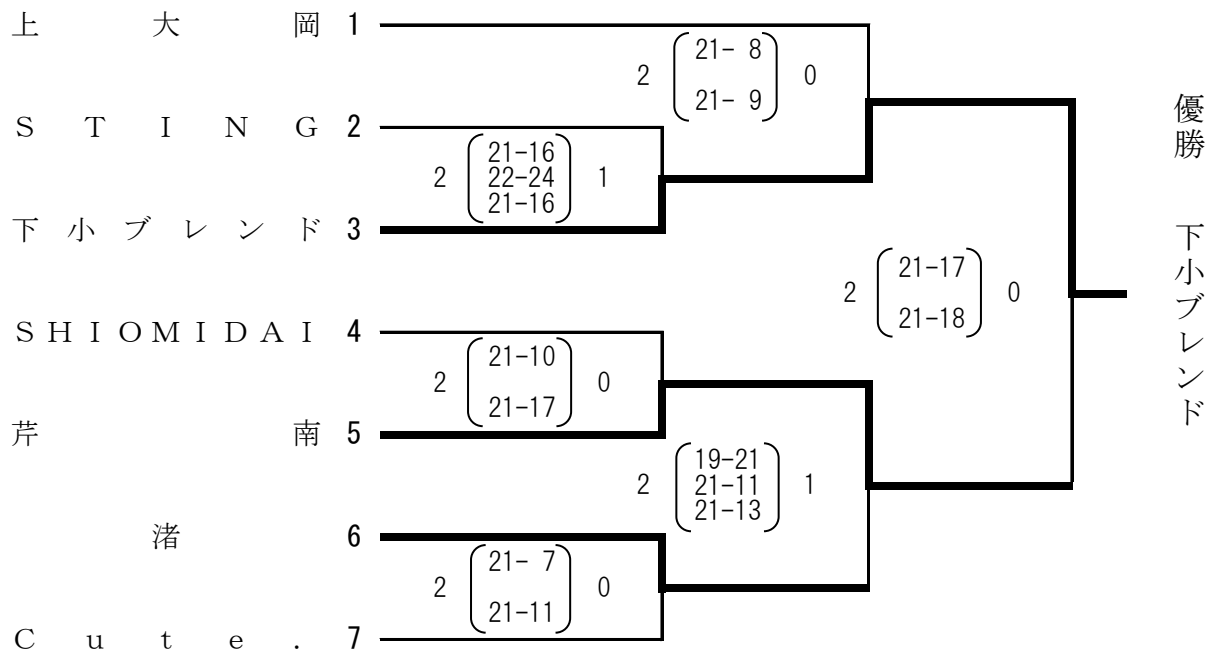 上大岡 1
2 21- 8 0
21- 9
STING 2
2 21-16 1
22-24
21-16
下小ブレンド 3
2 21-17 0
21-18
SHIOMIDAI 4
2 21-10 0
21-17
芹南 5
2 19-21 1
21-11
21-13
渚 6
2 21- 7 0
21-11
Cute. 7
優勝 下小ブレンド